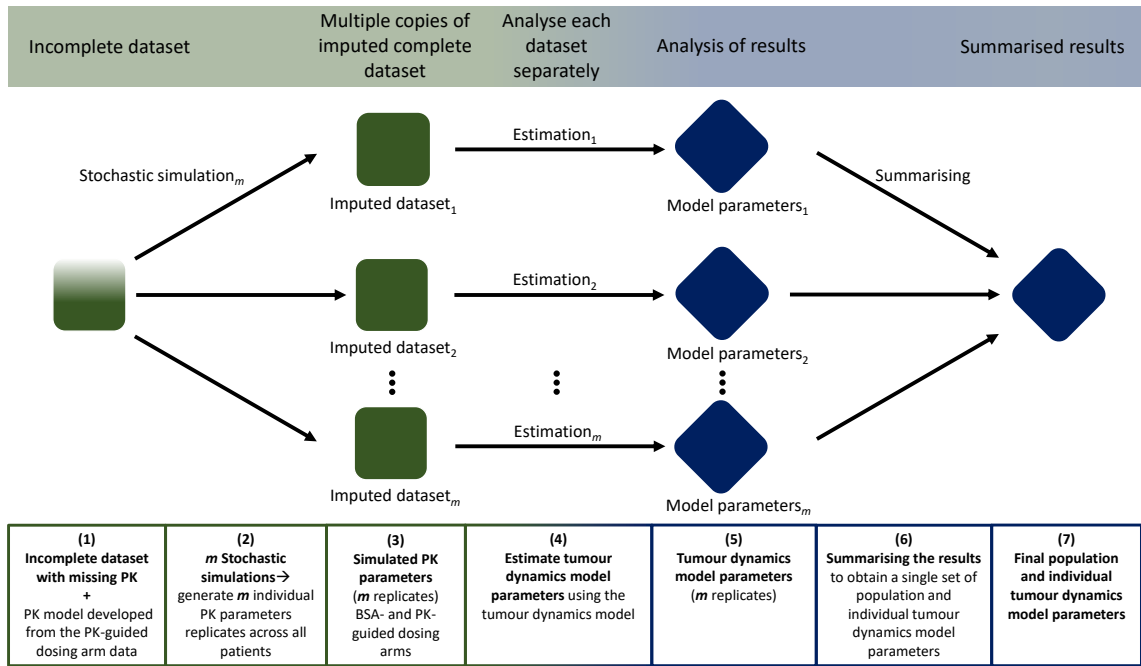 Incomplete dataset
Multiple copies of
imputed complete
dataset
Analyse each
dataset
separately
Analysis of results
Summarised results
Stochastic simulationₘ
Imputed dataset₁
Estimation₁
Model parameters₁
Summarising
Imputed dataset₂
Estimation₂
Model parameters₂
Imputed datasetₘ
Estimationₘ
Model parametersₘ
(1)
Incomplete dataset
with missing PK
+
PK model developed
from the PK-guided
dosing arm data
(2)
m Stochastic
simulations→
generate m individual
PK parameters
replicates across all
patients
(3)
Simulated PK
parameters
(m replicates)
BSA- and PK-
guided dosing
arms
(4)
Estimate tumour
dynamics model
parameters using the
tumour dynamics model
(5)
Tumour dynamics
model parameters
(m replicates)
(6)
Summarising the results
to obtain a single set of
population and
individual tumour
dynamics model
parameters
(7)
Final population
and individual
tumour dynamics
model parameters